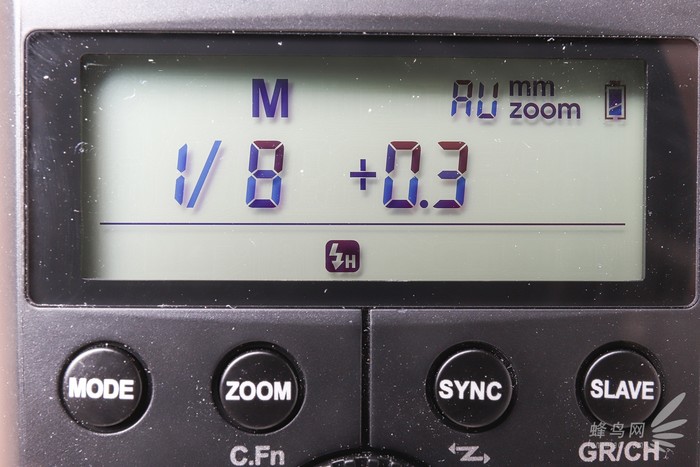 M AU mm zoom
1/8 +0.3
H
MODE ZOOM SYNC SLAVE
C.Fn GR/CH
蜂鸟网